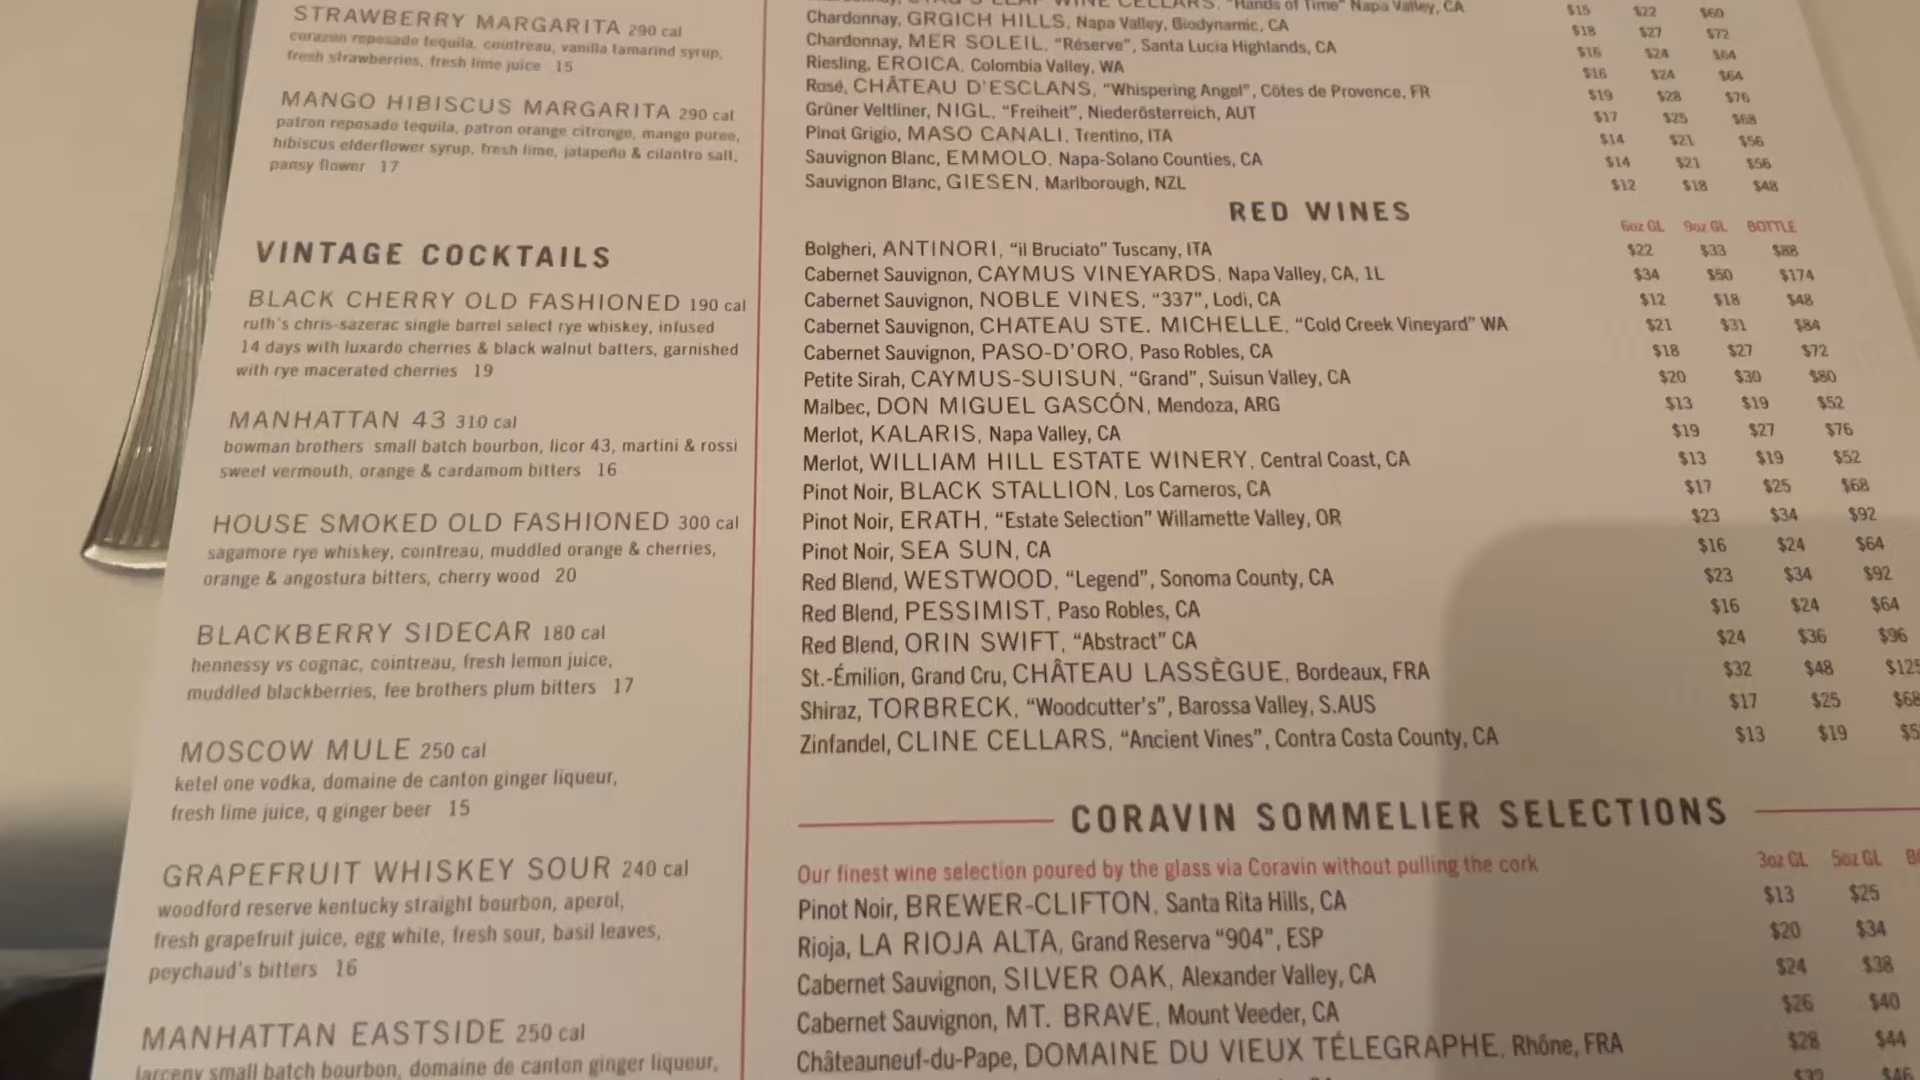 STRAWBERRY MARGARITA 290 cal
corazon reposado tequila, cointreau, vanilla tamarind syrup,
fresh strawberries, fresh lime juice 15
MANGO HIBISCUS MARGARITA 290 cal
patron reposado tequila, patron orange citronge, mango puree,
hibiscus elderflower syrup, fresh lime, jalapeño & cilantro salt,
pansy flower 17
VINTAGE COCKTAILS
BLACK CHERRY OLD FASHIONED 190 cal
ruth's chris-sazerac single barrel select rye whiskey, infused
14 days with luxardo cherries & black walnut batters, garnished
with rye macerated cherries 19
MANHATTAN 43 310 cal
bowman brothers small batch bourbon, licor 43, martini & rossi
sweet vermouth, orange & cardamom bitters 16
HOUSE SMOKED OLD FASHIONED 300 cal
sagamore rye whiskey, cointreau, muddled orange & cherries,
orange & angostura bitters, cherry wood 20
BLACKBERRY SIDECAR 180 cal
hennessy vs cognac, cointreau, fresh lemon juice,
muddled blackberries, fee brothers plum bitters 17
MOSCOW MULE 250 cal
ketel one vodka, domaine de canton ginger liqueur,
fresh lime juice, q ginger beer 15
GRAPEFRUIT WHISKEY SOUR 240 cal
woodford reserve kentucky straight bourbon, aperol,
fresh grapefruit juice, egg white, fresh sour, basil leaves,
peychaud's bitters 16
MANHATTAN EASTSIDE 250 cal
larceny small batch bourbon, domaine de canton ginger liqueur,
"Hands of Time" Napa Valley, CA $15 $22 $60
Chardonnay, GRGICH HILLS, Napa Valley, Biodynamic, CA $18 $27 $72
Chardonnay, MER SOLEIL, "Réserve", Santa Lucia Highlands, CA $16 $24 $64
Riesling, EROICA, Colombia Valley, WA $16 $24 $64
Rosé, CHÂTEAU D'ESCLANS, "Whispering Angel", Côtes de Provence, FR $19 $28 $76
Grüner Veltliner, NIGL, "Freiheit", Niederösterreich, AUT $17 $25 $68
Pinot Grigio, MASO CANALI, Trentino, ITA $14 $21 $56
Sauvignon Blanc, EMMOLO, Napa-Solano Counties, CA $14 $21 $56
Sauvignon Blanc, GIESEN, Marlborough, NZL $12 $18 $48
RED WINES
6oz GL 9oz GL BOTTLE
Bolgheri, ANTINORI, "il Bruciato" Tuscany, ITA $22 $33 $88
Cabernet Sauvignon, CAYMUS VINEYARDS, Napa Valley, CA, 1L $34 $50 $174
Cabernet Sauvignon, NOBLE VINES, "337", Lodi, CA $12 $18 $48
Cabernet Sauvignon, CHATEAU STE. MICHELLE, "Cold Creek Vineyard" WA $21 $31 $84
Cabernet Sauvignon, PASO-D'ORO, Paso Robles, CA $18 $27 $72
Petite Sirah, CAYMUS-SUISUN, "Grand", Suisun Valley, CA $20 $30 $80
Malbec, DON MIGUEL GASCÓN, Mendoza, ARG $13 $19 $52
Merlot, KALARIS, Napa Valley, CA $19 $27 $76
Merlot, WILLIAM HILL ESTATE WINERY, Central Coast, CA $13 $19 $52
Pinot Noir, BLACK STALLION, Los Carneros, CA $17 $25 $68
Pinot Noir, ERATH, "Estate Selection" Willamette Valley, OR $23 $34 $92
Pinot Noir, SEA SUN, CA $16 $24 $64
Red Blend, WESTWOOD, "Legend", Sonoma County, CA $23 $34 $92
Red Blend, PESSIMIST, Paso Robles, CA $16 $24 $64
Red Blend, ORIN SWIFT, "Abstract" CA $24 $36 $96
St.-Émilion, Grand Cru, CHÂTEAU LASSÈGUE, Bordeaux, FRA $32 $48 $125
Shiraz, TORBRECK, "Woodcutter's", Barossa Valley, S.AUS $17 $25 $68
Zinfandel, CLINE CELLARS, "Ancient Vines", Contra Costa County, CA $13 $19
CORAVIN SOMMELIER SELECTIONS
Our finest wine selection poured by the glass via Coravin without pulling the cork 3oz GL 5oz GL
Pinot Noir, BREWER-CLIFTON, Santa Rita Hills, CA $13 $25
Rioja, LA RIOJA ALTA, Grand Reserva "904", ESP $20 $34
Cabernet Sauvignon, SILVER OAK, Alexander Valley, CA $24 $38
Cabernet Sauvignon, MT. BRAVE, Mount Veeder, CA $26 $40
Châteauneuf-du-Pape, DOMAINE DU VIEUX TÉLEGRAPHE, Rhône, FRA $28 $44